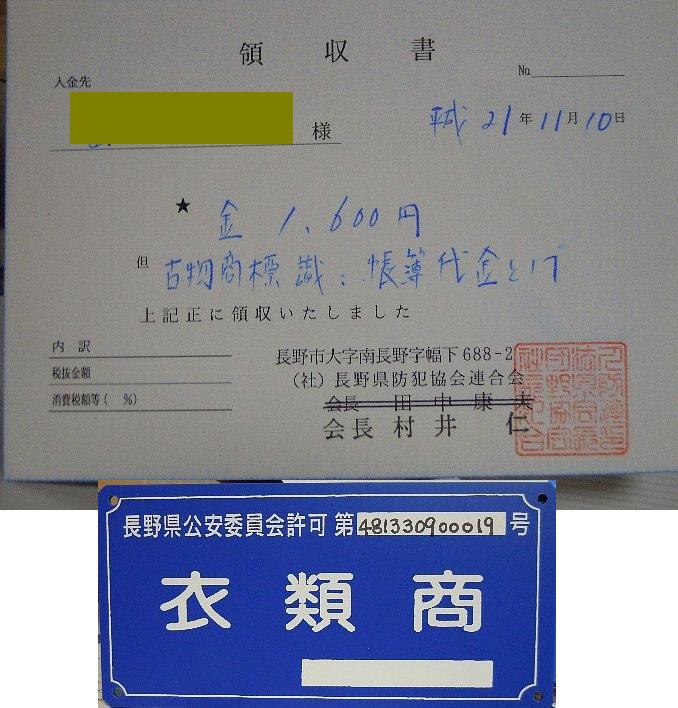 領収書
入金先
No.
様
平成21年11月10日
★ 金 1,600円
但 古物商標識、帳簿代金として
上記正に領収いたしました
内訳
税抜金額
消費税額等( %)
長野市大字南長野字幅下688-2
(社)長野県防犯協会連合会
会長 田中康夫
会長 村井 仁
長野県公安委員会許可 第481330900019号
衣類商